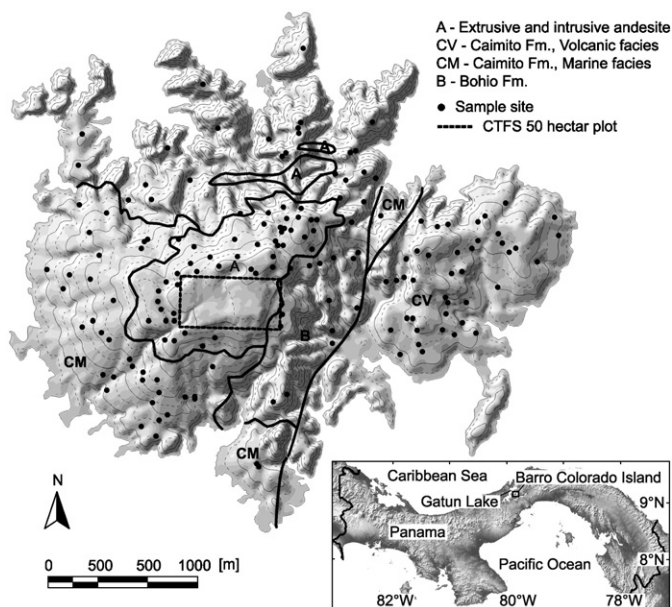 A - Extrusive and intrusive andesite
CV - Caimito Fm., Volcanic facies
CM - Caimito Fm., Marine facies
B - Bohio Fm.
Sample site
CTFS 50 hectar plot
A
A
CM
A
CV
B
CM
CM
N
500 0 500 1000 [m]
Caribbean Sea
Barro Colorado Island
Gatun Lake
9°N
Panama
Pacific Ocean
8°N
82°W 80°W 78°W